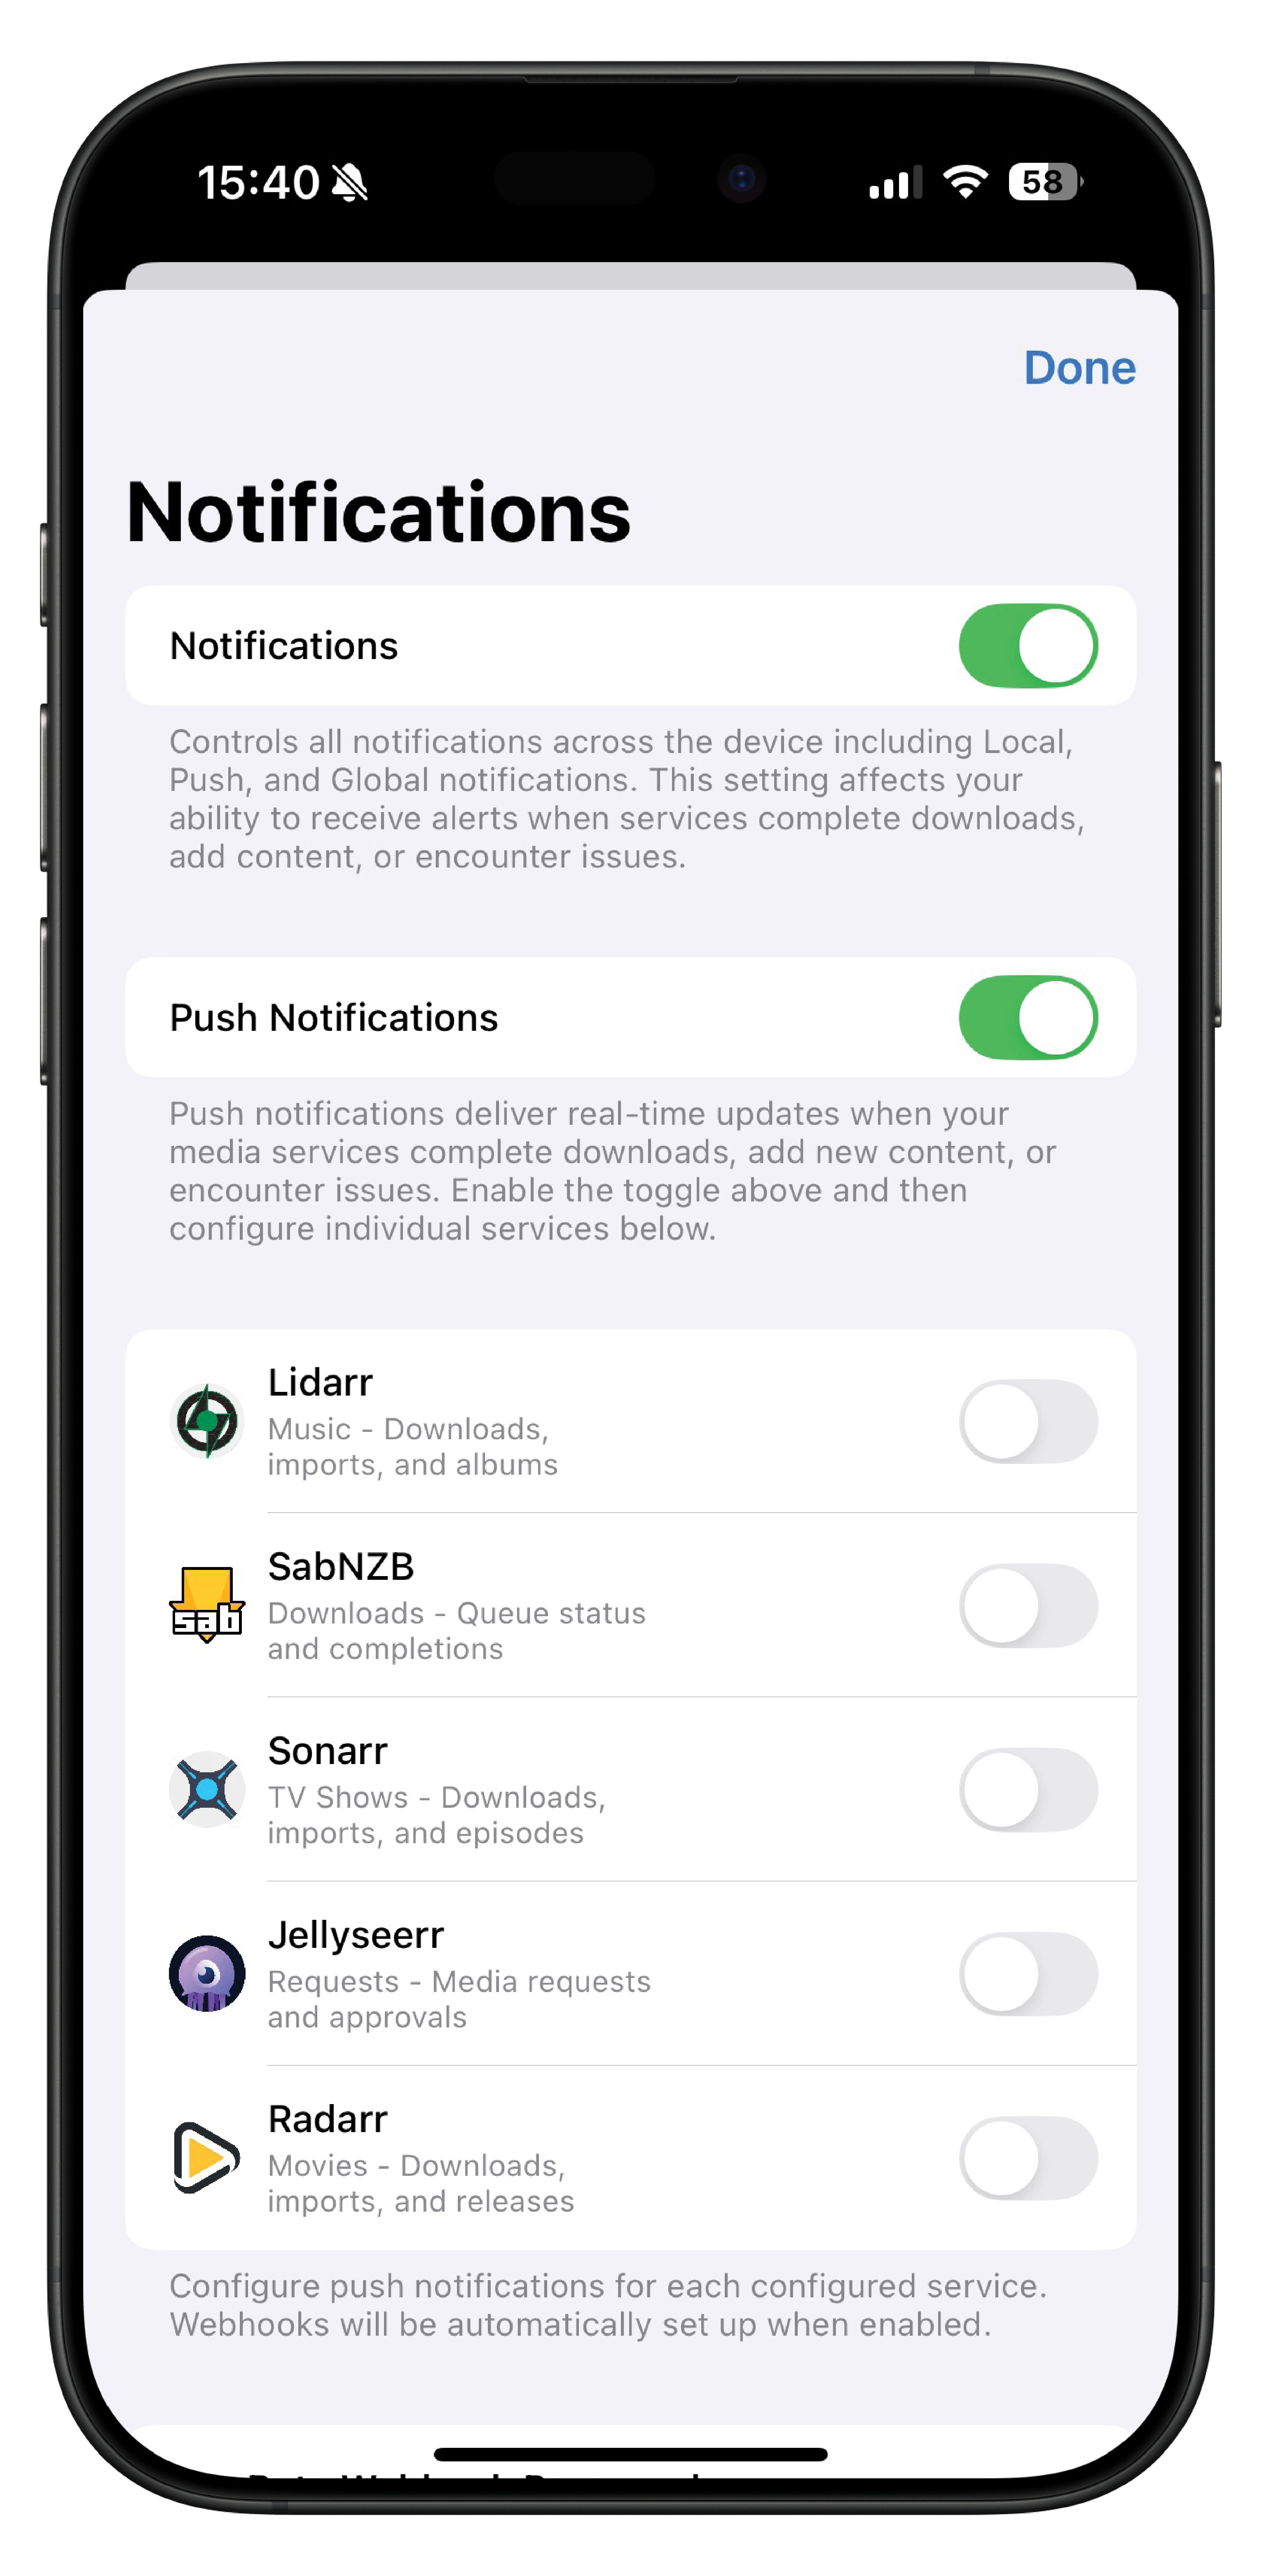 15:40
58
Done
Notifications
Notifications
Controls all notifications across the device including Local,
Push, and Global notifications. This setting affects your
ability to receive alerts when services complete downloads,
add content, or encounter issues.
Push Notifications
Push notifications deliver real-time updates when your
media services complete downloads, add new content, or
encounter issues. Enable the toggle above and then
configure individual services below.
Lidarr
Music - Downloads,
imports, and albums
sab
SabNZB
Downloads - Queue status
and completions
Sonarr
TV Shows - Downloads,
imports, and episodes
Jellyseerr
Requests - Media requests
and approvals
Radarr
Movies - Downloads,
imports, and releases
Configure push notifications for each configured service.
Webhooks will be automatically set up when enabled.